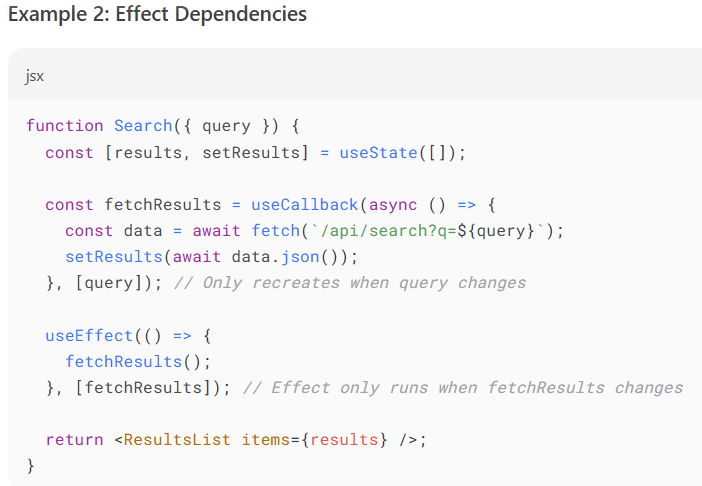 Example 2: Effect Dependencies
jsx
function Search({ query }) {
  const [results, setResults] = useState([]);

  const fetchResults = useCallback(async () => {
    const data = await fetch(`/api/search?q=${query}`);
    setResults(await data.json());
  }, [query]); // Only recreates when query changes

  useEffect(() => {
    fetchResults();
  }, [fetchResults]); // Effect only runs when fetchResults changes

  return <ResultsList items={results} />;
}